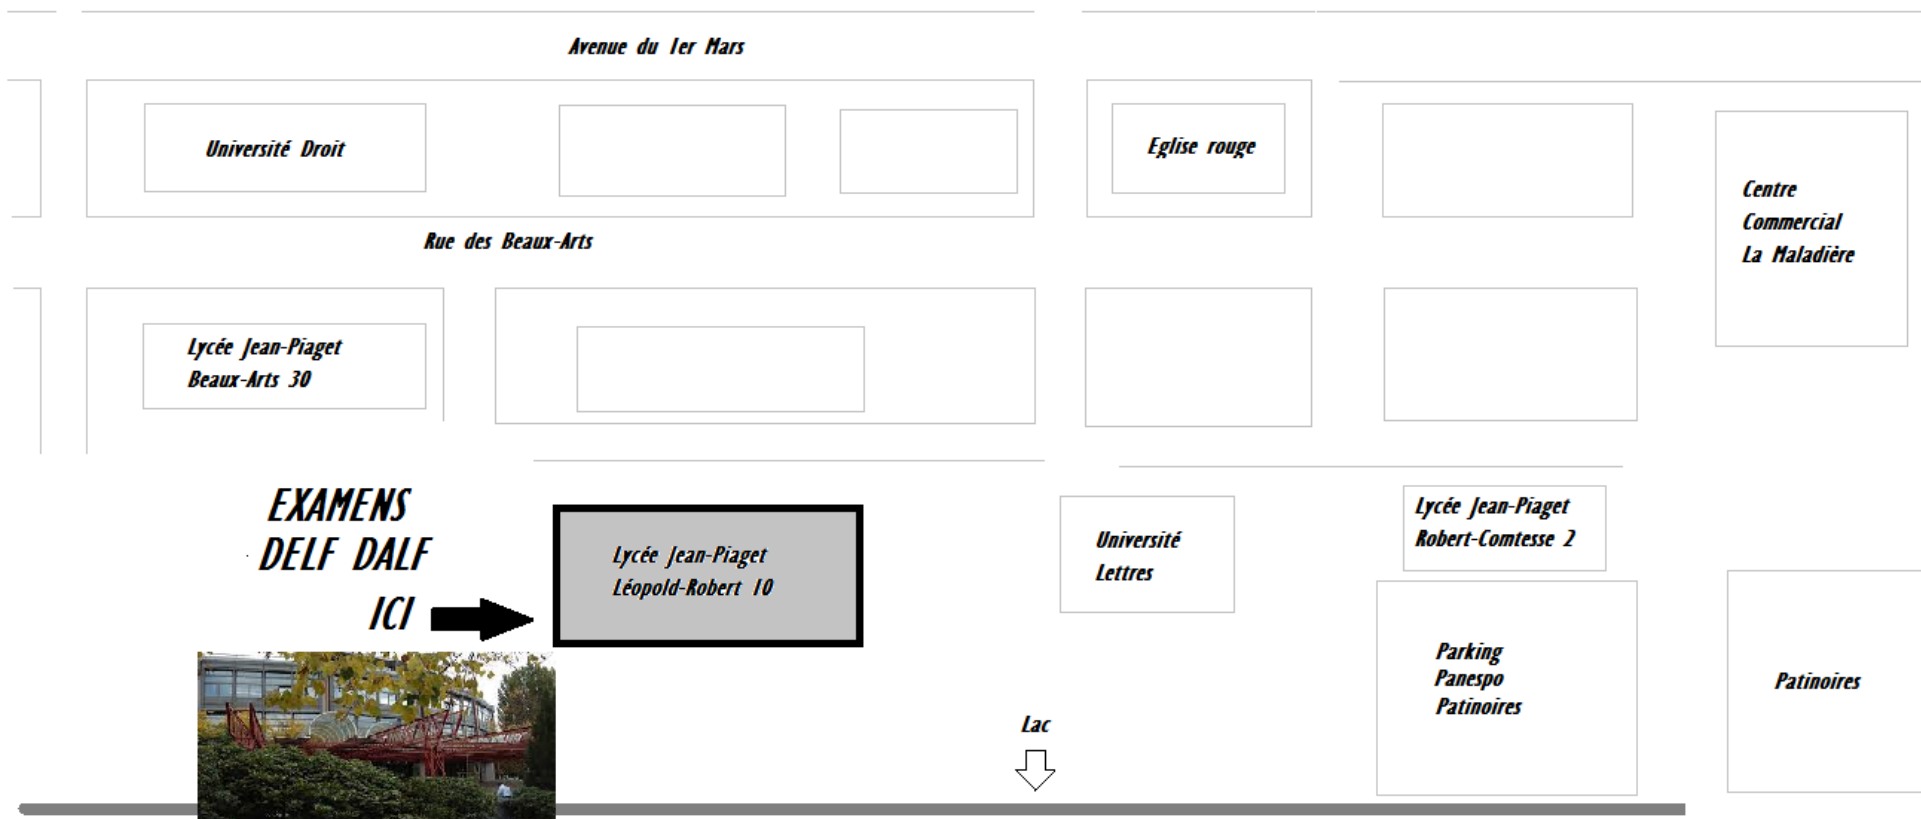 Avenue du 1er Mars
Université Droit
Eglise rouge
Centre
Commercial
La Maladière
Rue des Beaux-Arts
Lycée Jean-Piaget
Beaux-Arts 30
EXAMENS
DELF DALF
ICI
Lycée Jean-Piaget
Léopold-Robert 10
Université
Lettres
Lycée Jean-Piaget
Robert-Comtesse 2
Parking
Panespo
Patinoires
Patinoires
Lac